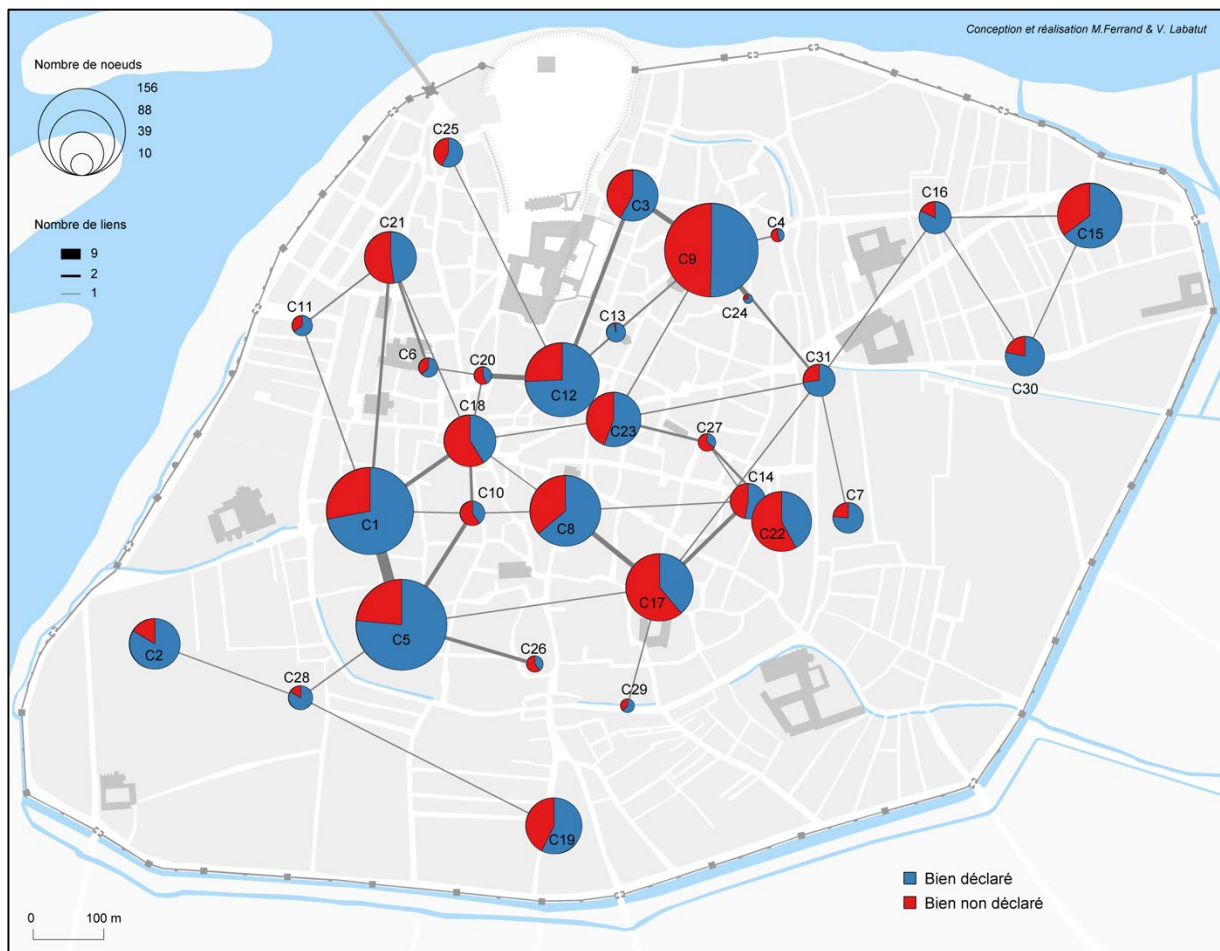 Conception et réalisation M.Ferrand & V. Labatut
Nombre de noeuds
156
88
39
10
Nombre de liens
9
2
1
C25
C3
C16
C15
C21
C4
C9
C24
C11
C13
C6
C20
C31
C30
C12
C18
C23
C27
C14
C10
C1
C8
C22
C7
C17
C5
C2
C26
C28
C29
C19
Bien déclaré
Bien non déclaré
0 100 m